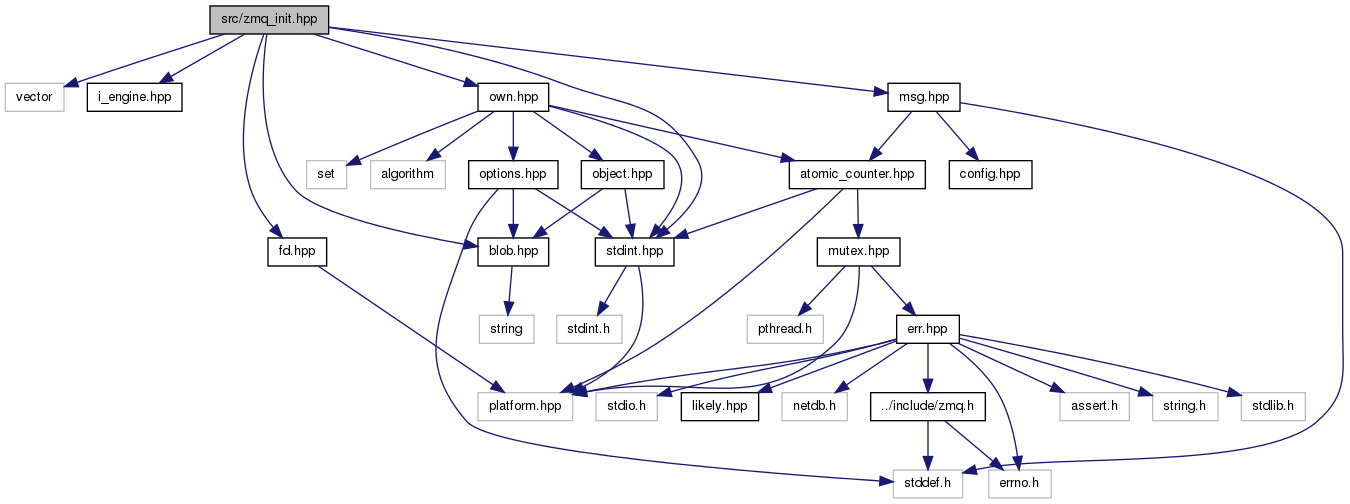 src/zmq_init.hpp
vector
i_engine.hpp
own.hpp
msg.hpp
set
algorithm
options.hpp
object.hpp
atomic_counter.hpp
config.hpp
fd.hpp
blob.hpp
stdint.hpp
mutex.hpp
string
stdint.h
pthread.h
err.hpp
platform.hpp
stdio.h
likely.hpp
netdb.h
../include/zmq.h
assert.h
string.h
stdlib.h
stddef.h
errno.h